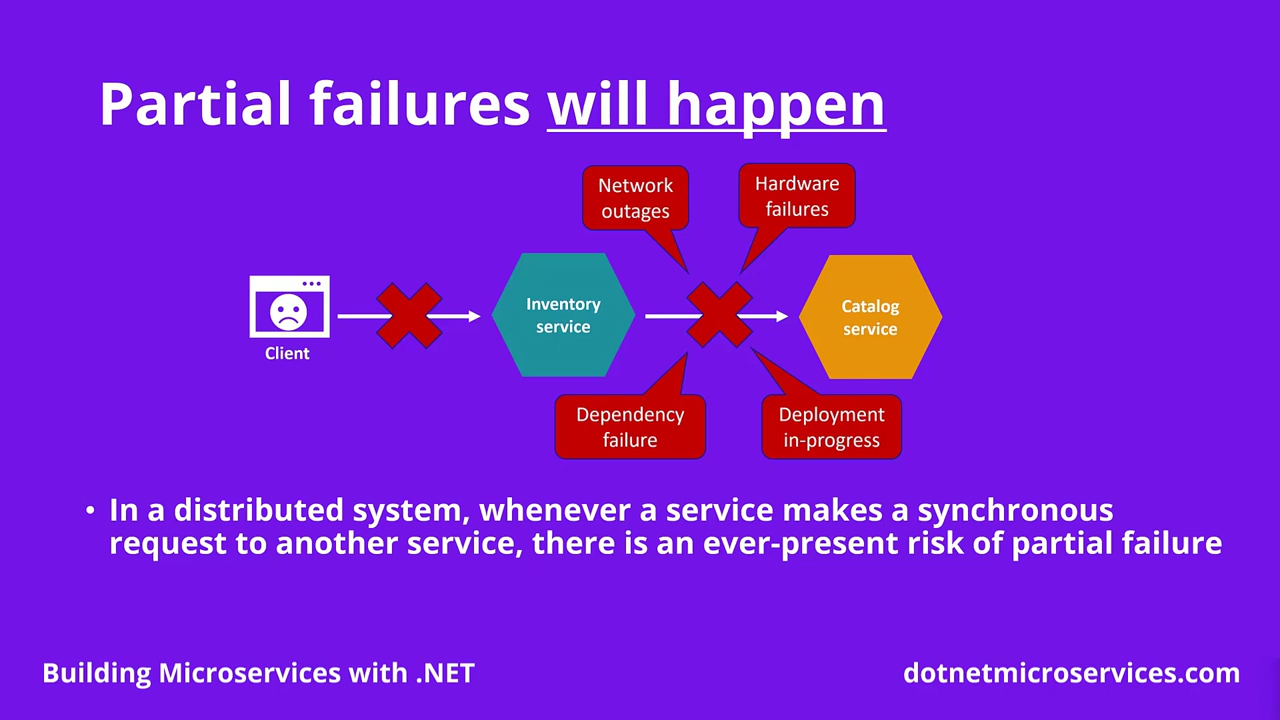 Partial failures will happen
Network
outages
Hardware
failures
Client
Inventory
service
Catalog
service
Dependency
failure
Deployment
in-progress
• In a distributed system, whenever a service makes a synchronous
request to another service, there is an ever-present risk of partial failure
Building Microservices with .NET
dotnetmicroservices.com